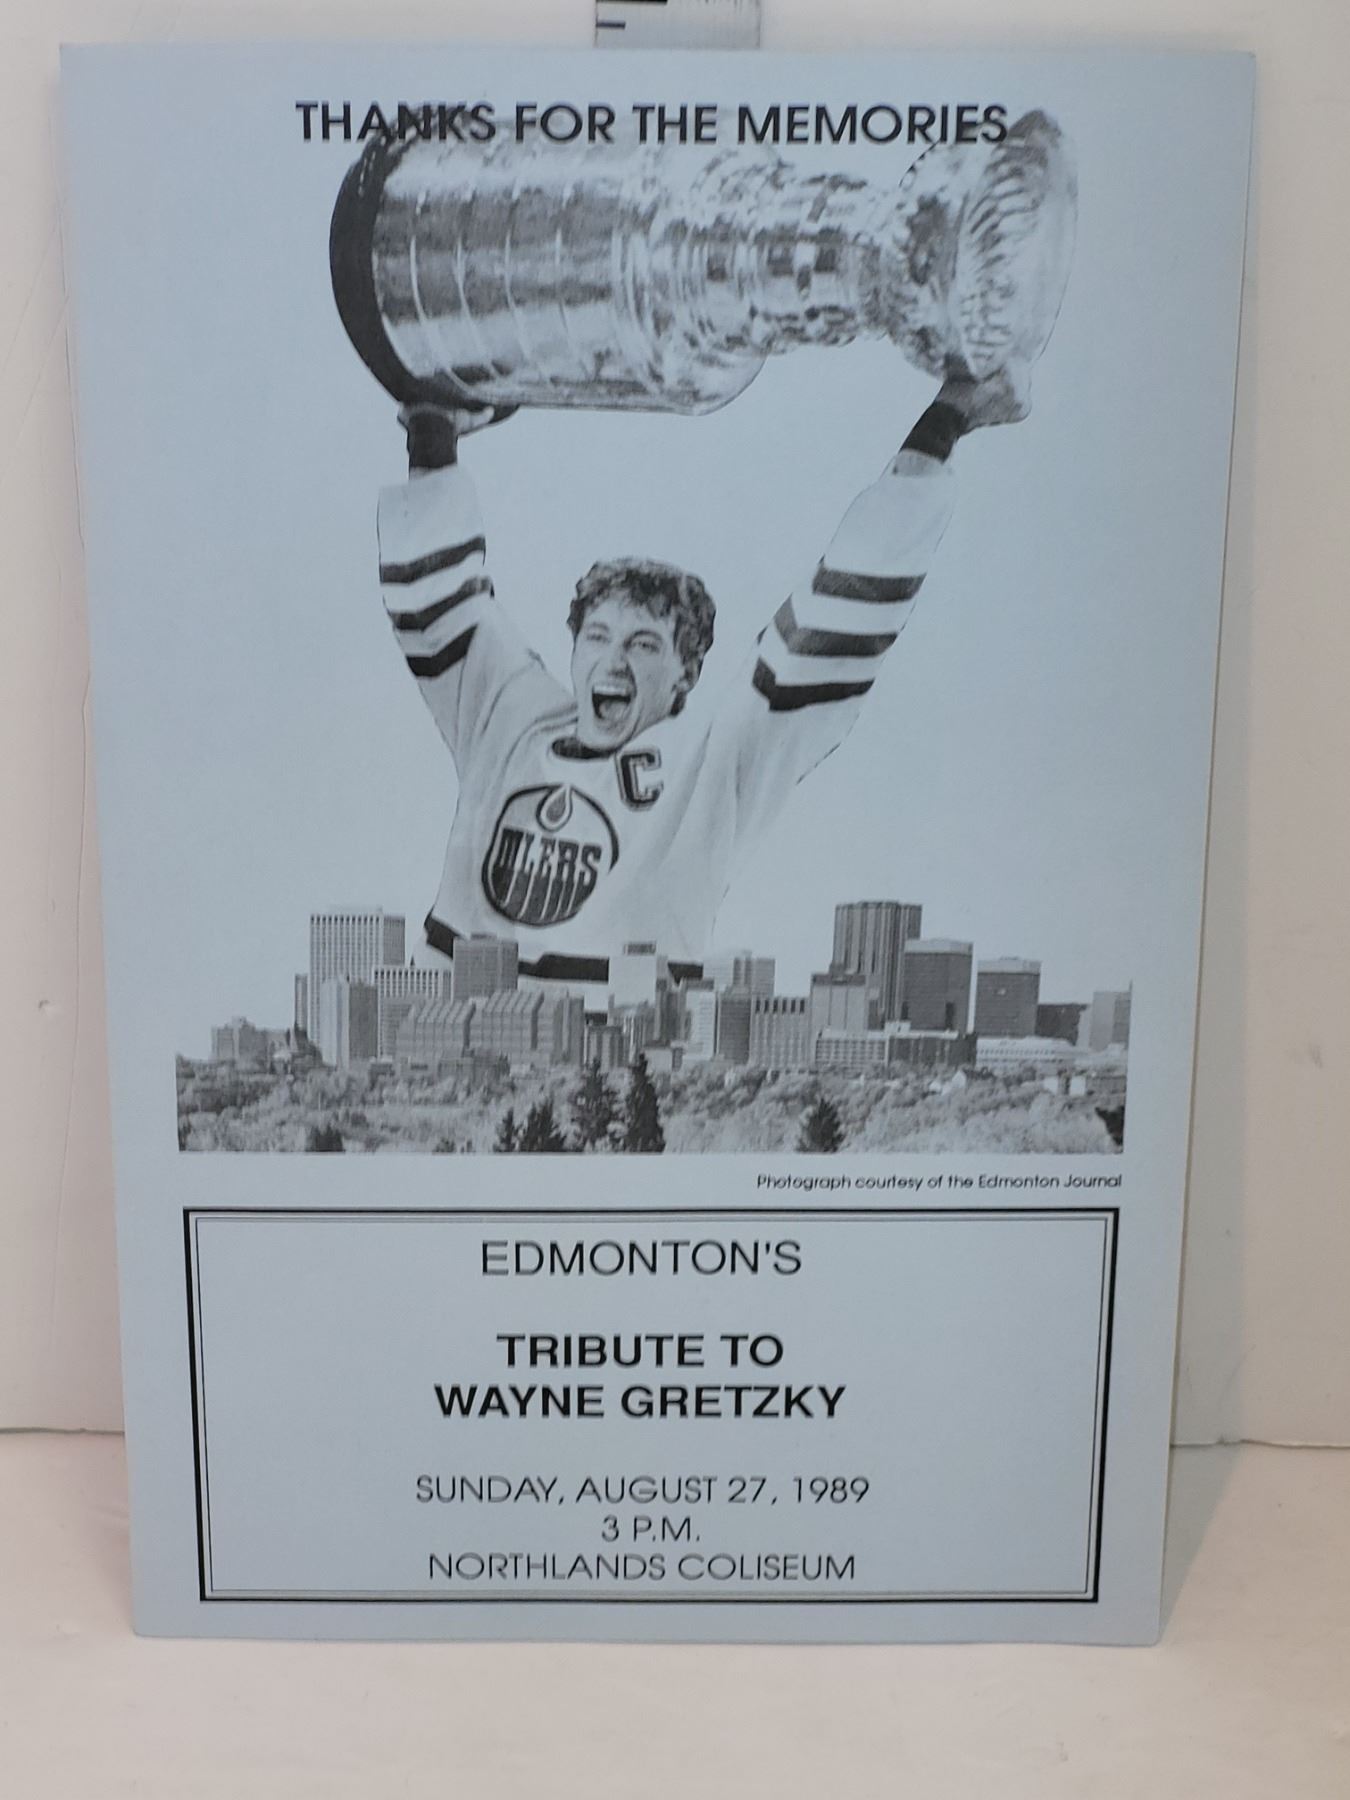 THANKS FOR THE MEMORIES
C
OILERS
Photograph courtesy of the Edmonton Journal
EDMONTON'S
TRIBUTE TO
WAYNE GRETZKY
SUNDAY, AUGUST 27, 1989
3 P.M.
NORTHLANDS COLISEUM